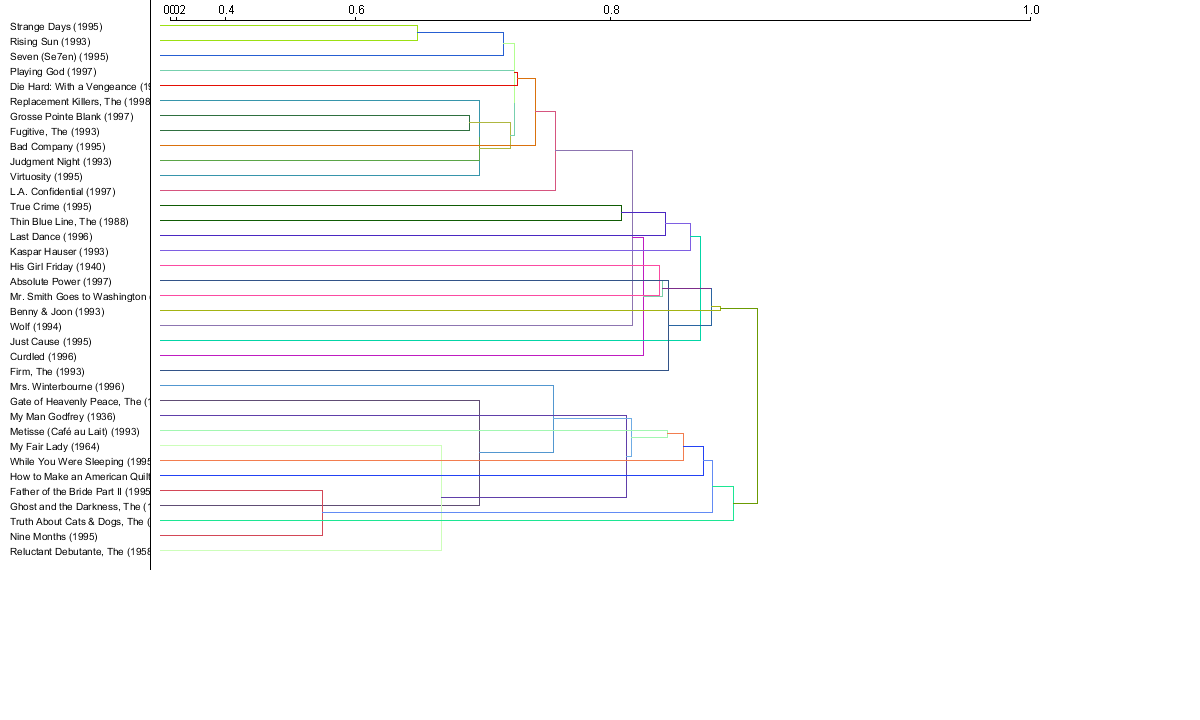 0 0.2 0.4 0.6 0.8 1.0
Strange Days (1995)
Rising Sun (1993)
Seven (Se7en) (1995)
Playing God (1997)
Die Hard: With a Vengeance (19
Replacement Killers, The (1998
Grosse Pointe Blank (1997)
Fugitive, The (1993)
Bad Company (1995)
Judgment Night (1993)
Virtuosity (1995)
L.A. Confidential (1997)
True Crime (1995)
Thin Blue Line, The (1988)
Last Dance (1996)
Kaspar Hauser (1993)
His Girl Friday (1940)
Absolute Power (1997)
Mr. Smith Goes to Washington (
Benny & Joon (1993)
Wolf (1994)
Just Cause (1995)
Curdled (1996)
Firm, The (1993)
Mrs. Winterbourne (1996)
Gate of Heavenly Peace, The (1
My Man Godfrey (1936)
Metisse (Café au Lait) (1993)
My Fair Lady (1964)
While You Were Sleeping (1995
How to Make an American Quilt
Father of the Bride Part II (1995
Ghost and the Darkness, The (1
Truth About Cats & Dogs, The (
Nine Months (1995)
Reluctant Debutante, The (1958